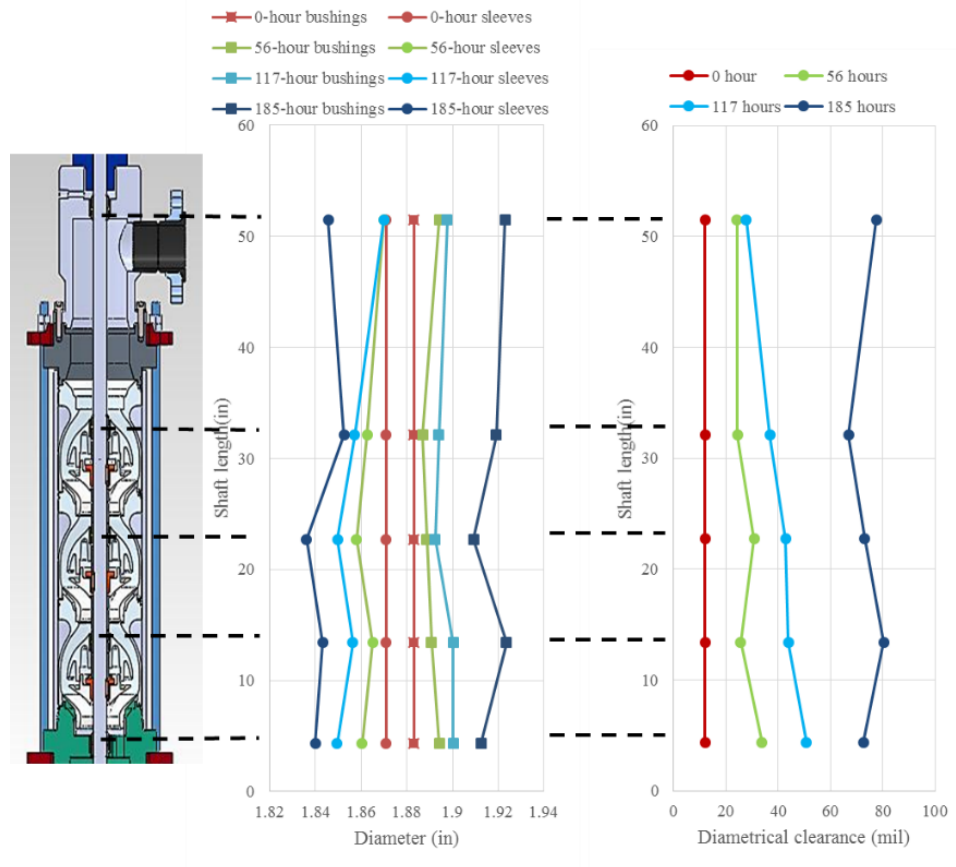 0-hour bushings 0-hour sleeves
56-hour bushings 56-hour sleeves
117-hour bushings 117-hour sleeves
185-hour bushings 185-hour sleeves
0 hour 56 hours
117 hours 185 hours
60
50
40
30
20
10
0
Shaft length(in)
1.82 1.84 1.86 1.88 1.9 1.92 1.94
Diameter (in)
60
50
40
30
20
10
0
Shaft length(in)
0 20 40 60 80 100
Diametrical clearance (mil)